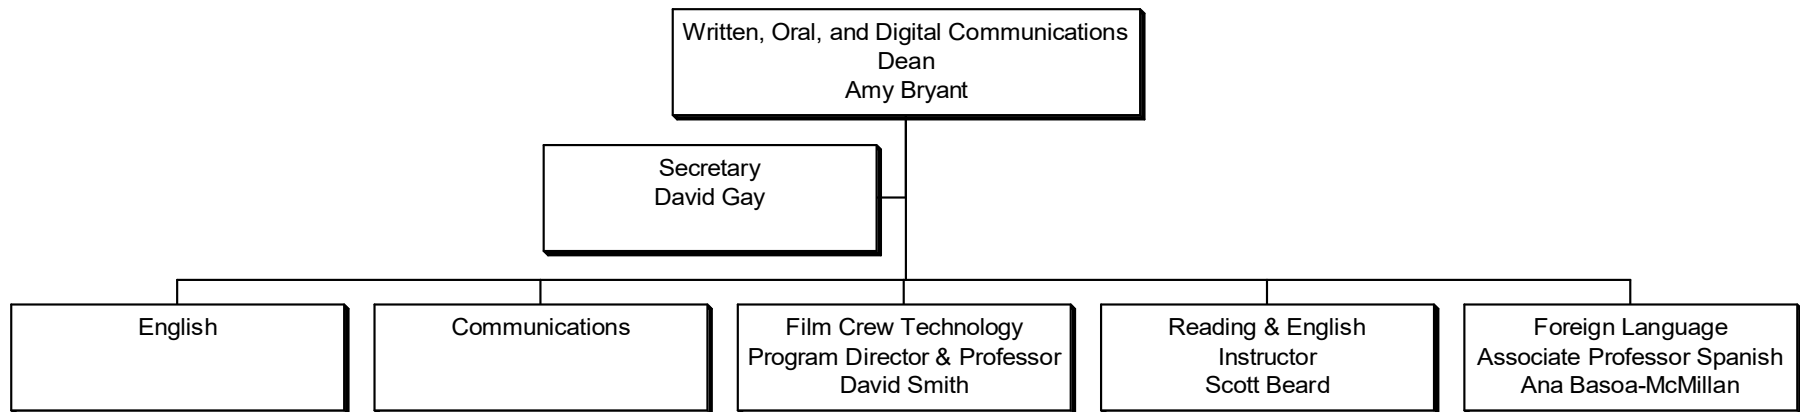 Written, Oral, and Digital Communications
Dean
Amy Bryant
Secretary
David Gay
English
Communications
Film Crew Technology
Program Director & Professor
David Smith
Reading & English
Instructor
Scott Beard
Foreign Language
Associate Professor Spanish
Ana Basoa-McMillan